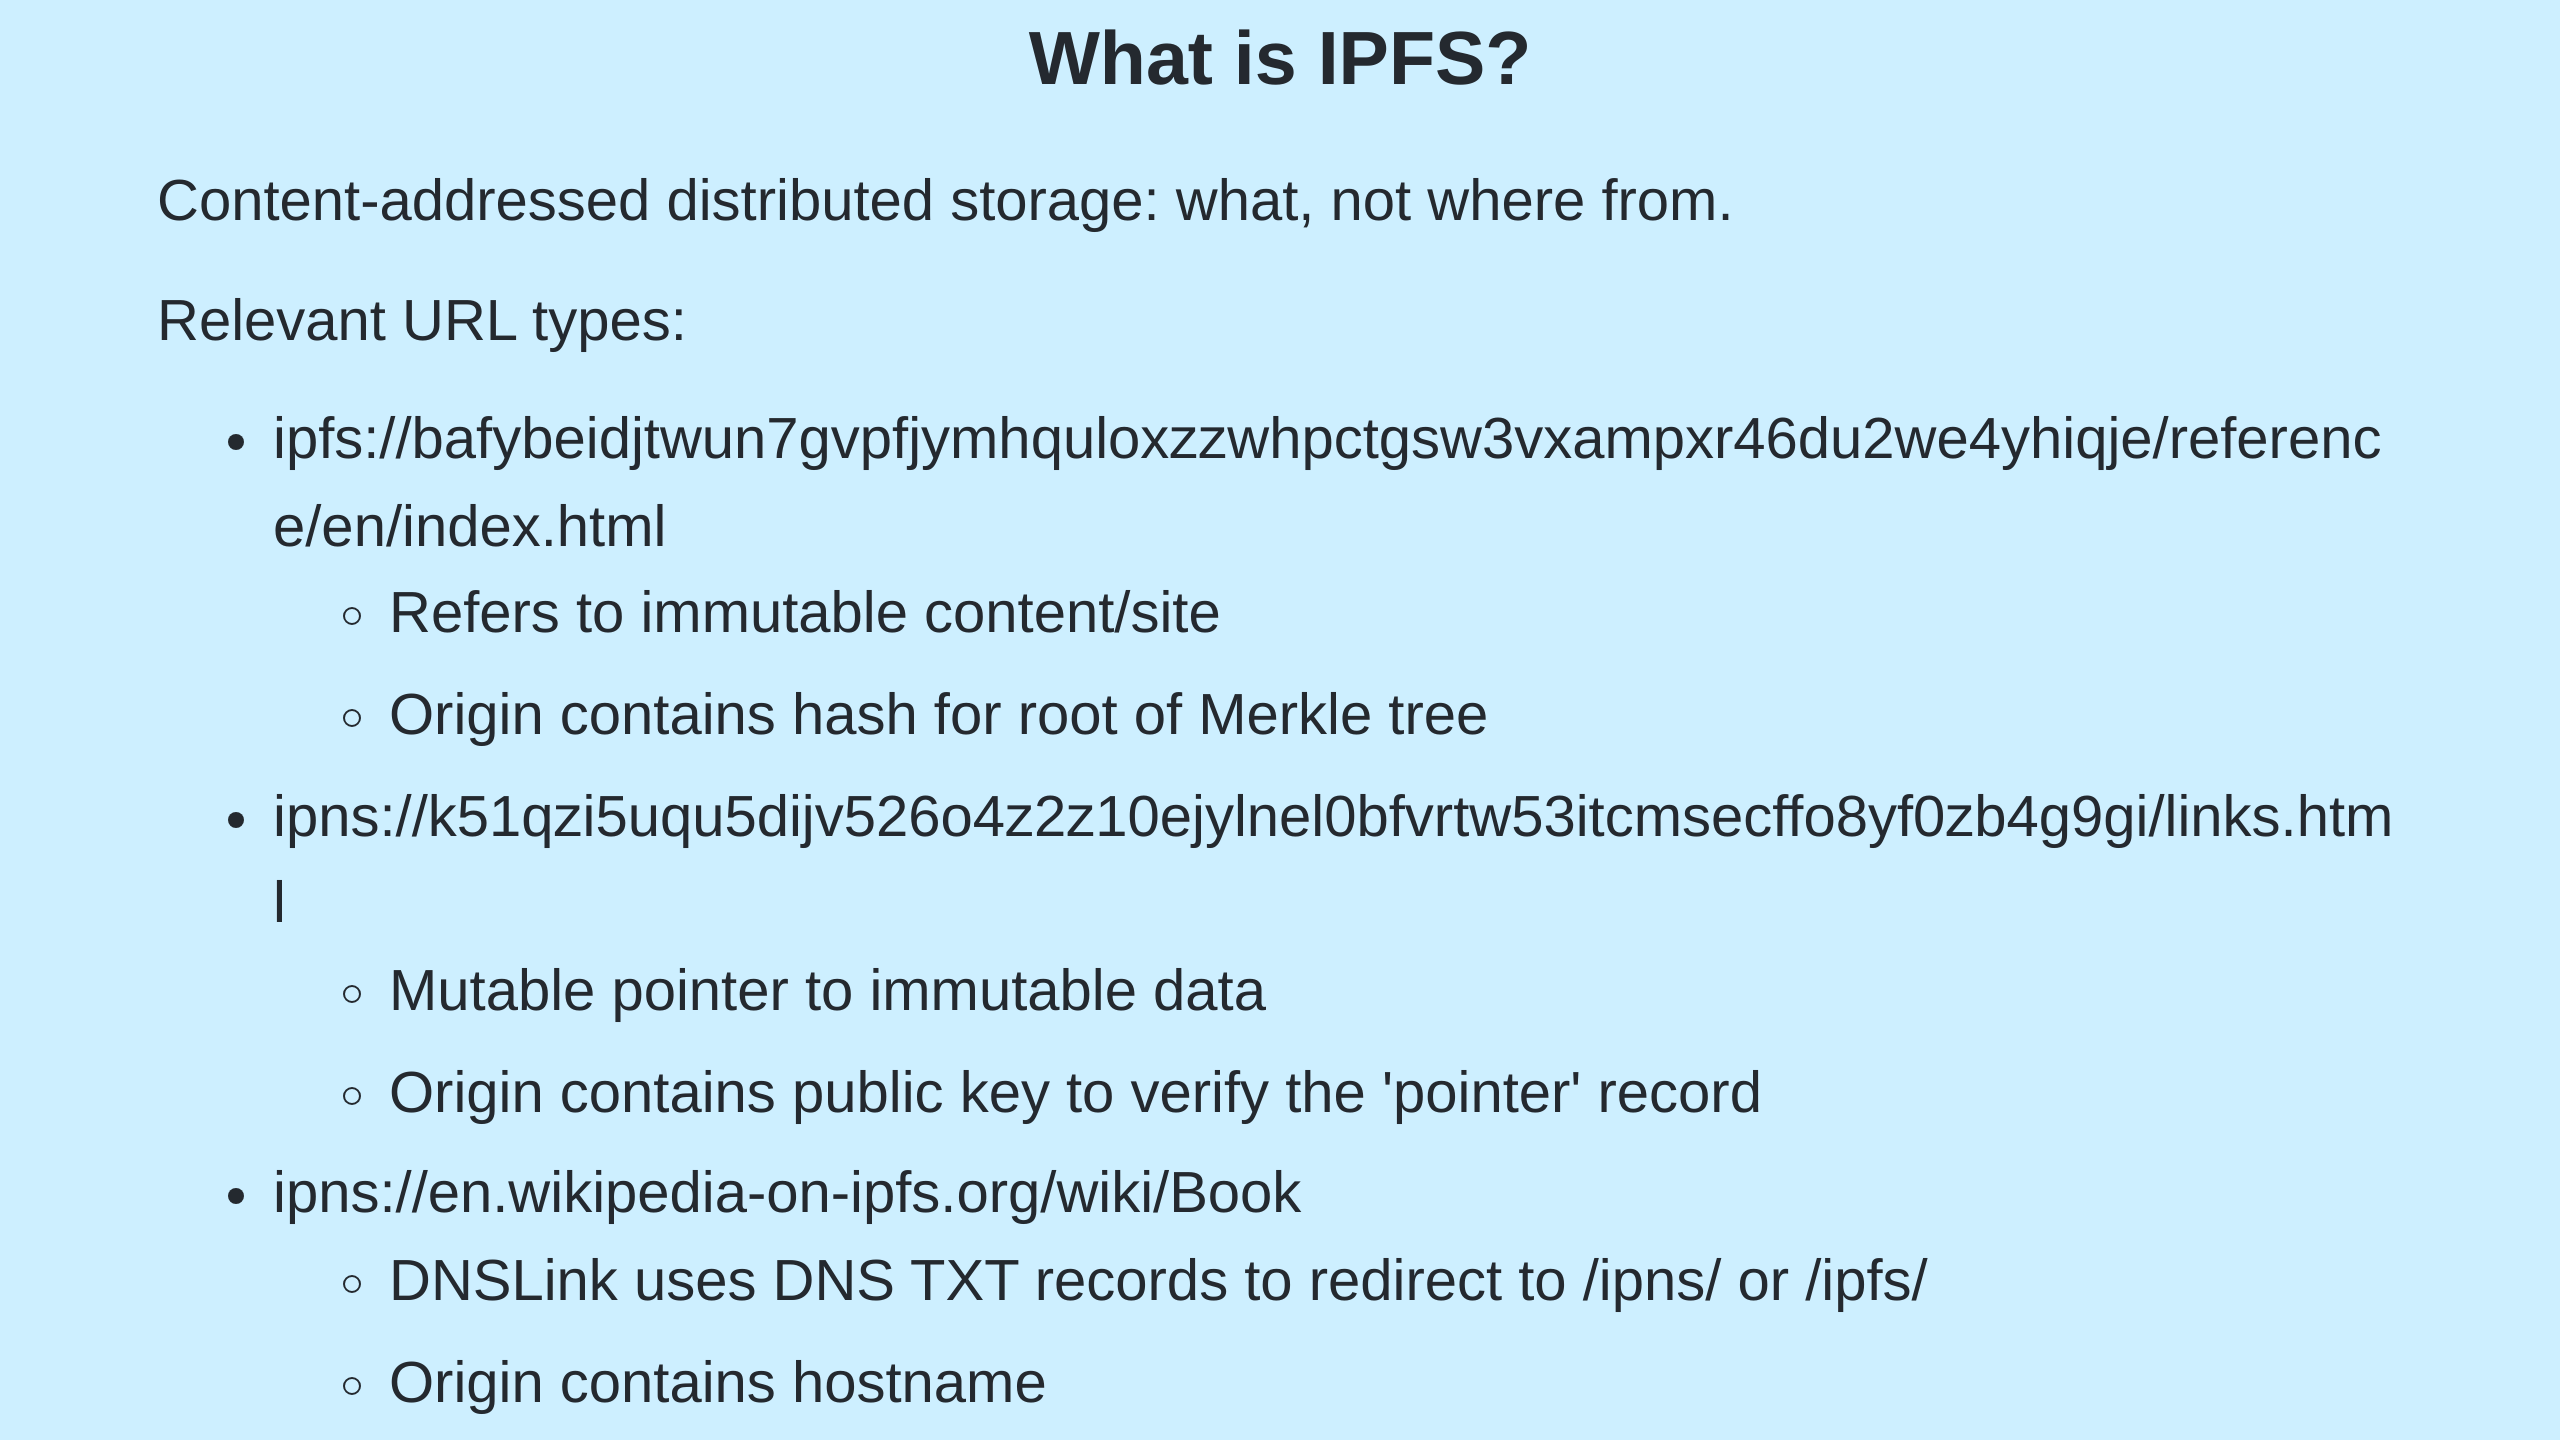 What is IPFS?
Content-addressed distributed storage: what, not where from.
Relevant URL types:
• ipfs://bafybeidjtwun7gvpfjymhquloxzzwhpctgsw3vxampxr46du2we4yhiqje/referenc
e/en/index.html
◦ Refers to immutable content/site
◦ Origin contains hash for root of Merkle tree
• ipns://k51qzi5uqu5dijv526o4z2z10ejylnel0bfvrtw53itcmsecffo8yf0zb4g9gi/links.htm
l
◦ Mutable pointer to immutable data
◦ Origin contains public key to verify the 'pointer' record
• ipns://en.wikipedia-on-ipfs.org/wiki/Book
◦ DNSLink uses DNS TXT records to redirect to /ipns/ or /ipfs/
◦ Origin contains hostname